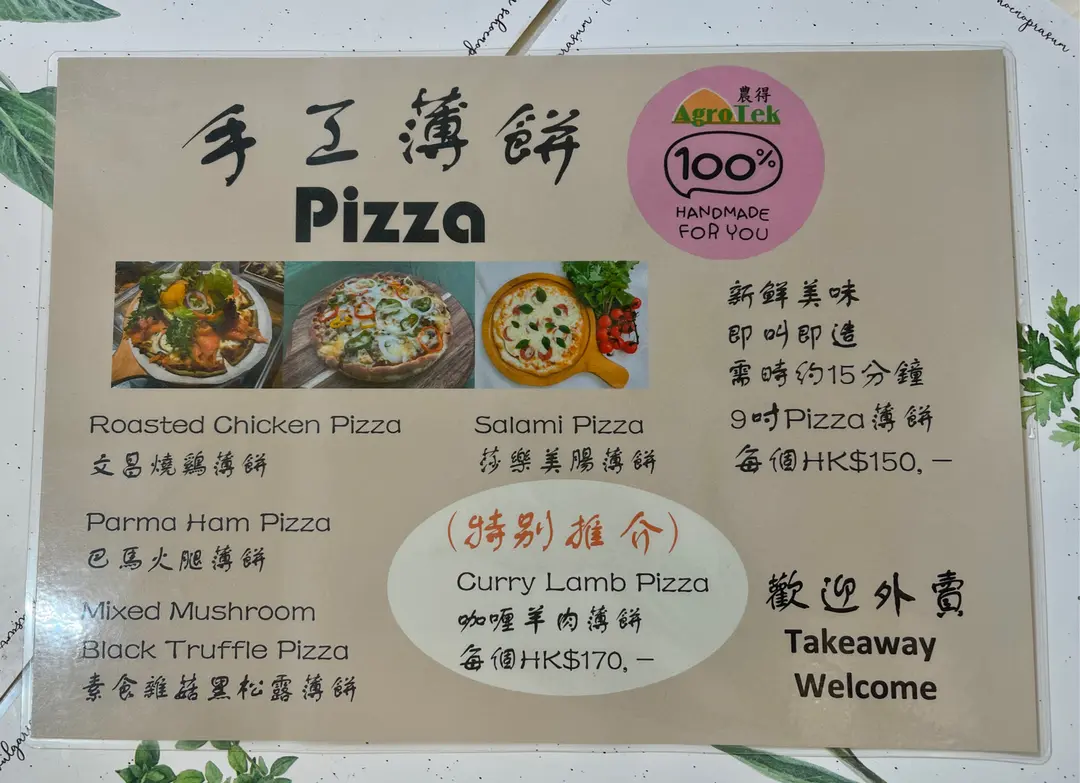 手工薄餅
Pizza
農得
AgroTek
100%
HANDMADE
FOR YOU
新鮮美味
即叫即造
需時約15分鐘
9吋Pizza薄餅
每個HK$150,–
Roasted Chicken Pizza
文昌燒鷄薄餅
Salami Pizza
莎樂美腸薄餅
Parma Ham Pizza
巴馬火腿薄餅
Mixed Mushroom
Black Truffle Pizza
素食雜菇黑松露薄餅
(特別推介)
Curry Lamb Pizza
咖喱羊肉薄餅
每個HK$170,–
歡迎外賣
Takeaway
Welcome